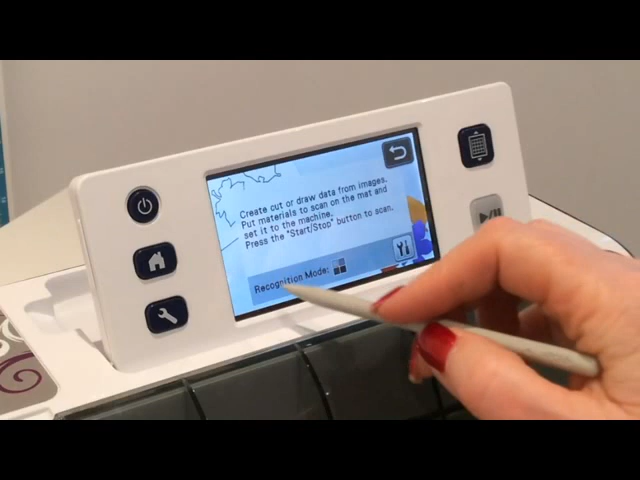 Create cut or draw data from images.
Put materials to scan on the mat and
set it to the machine.
Press the "Start/Stop" button to scan.
Recognition Mode: